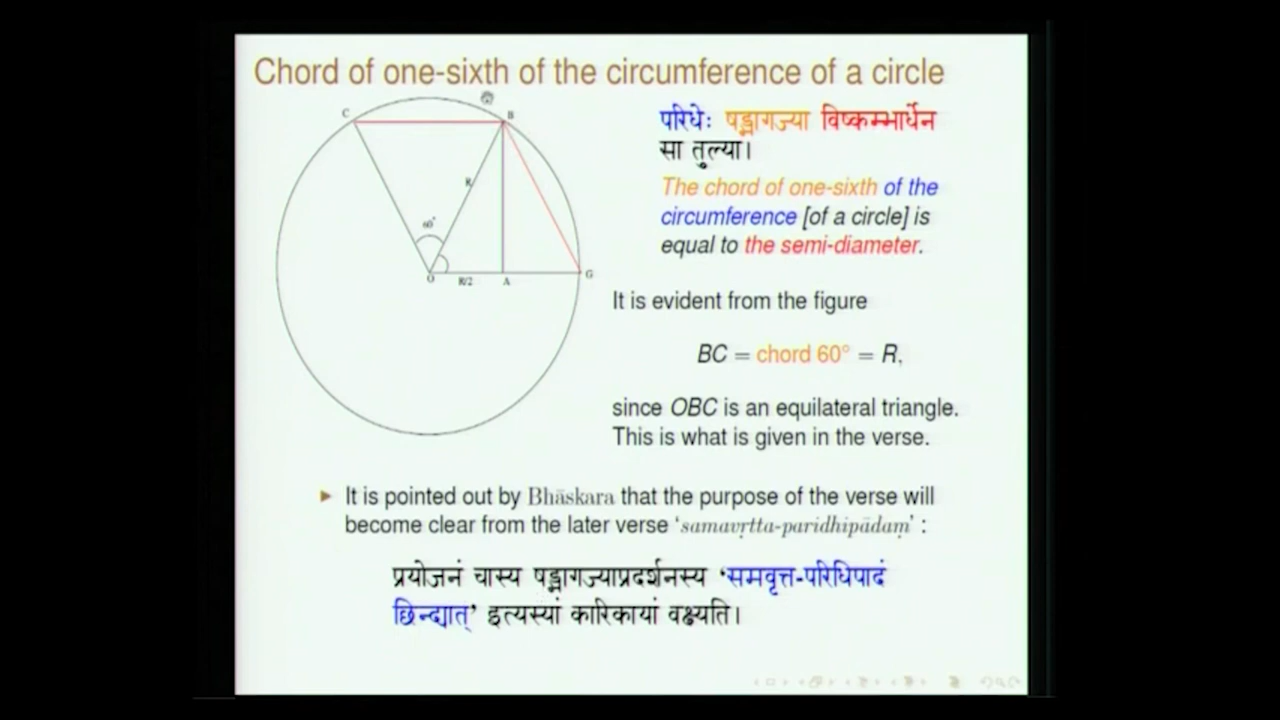 Chord of one-sixth of the circumference of a circle
C
B
R
60°
O
R/2
A
G
परिधेः षड्भागज्या विष्कम्भार्धेन
सा तुल्या।
The chord of one-sixth of the
circumference [of a circle] is
equal to the semi-diameter.
It is evident from the figure
BC = chord 60° = R,
since OBC is an equilateral triangle.
This is what is given in the verse.
► It is pointed out by Bhāskara that the purpose of the verse will
become clear from the later verse ‘samavṛtta-paridhipādaṃ’ :
प्रयोजनं चास्य षड्भागज्याप्रदर्शनस्य ‘समवृत्त-परिधिपादं
छिन्द्यात्’ इत्यस्यां कारिकायां वक्ष्यति।